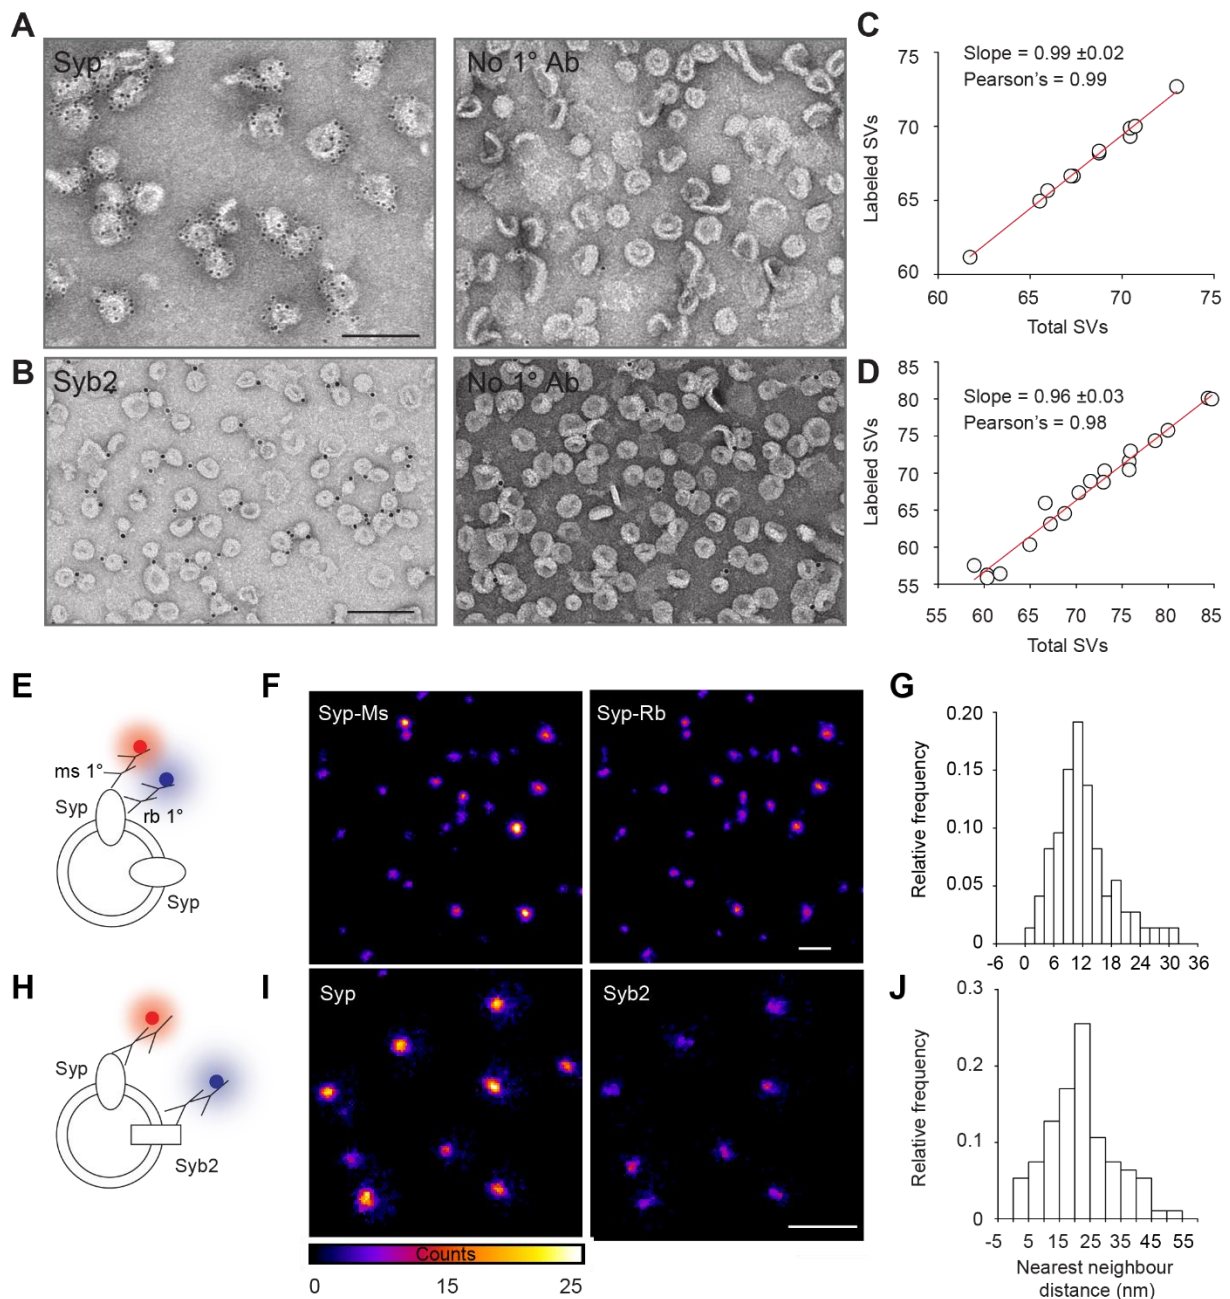 A
Syp
No 1° Ab
C
75
70
65
60
Labeled SVs
Slope = 0.99 ±0.02
Pearson's = 0.99
60 65 70 75
Total SVs
B
Syb2
No 1° Ab
D
85
80
75
70
65
60
55
Labeled SVs
Slope = 0.96 ±0.03
Pearson's = 0.98
55 60 65 70 75 80 85
Total SVs
E
ms 1°
Syp
rb 1°
Syp
F
Syp-Ms
Syp-Rb
G
0.20
0.15
0.10
0.05
0
Relative frequency
-6 0 6 12 18 24 30 36
H
Syp
Syb2
I
Syp
Syb2
Counts
0 15 25
J
0.3
0.2
0.1
0
Relative frequency
-5 5 15 25 35 45 55
Nearest neighbour
distance (nm)